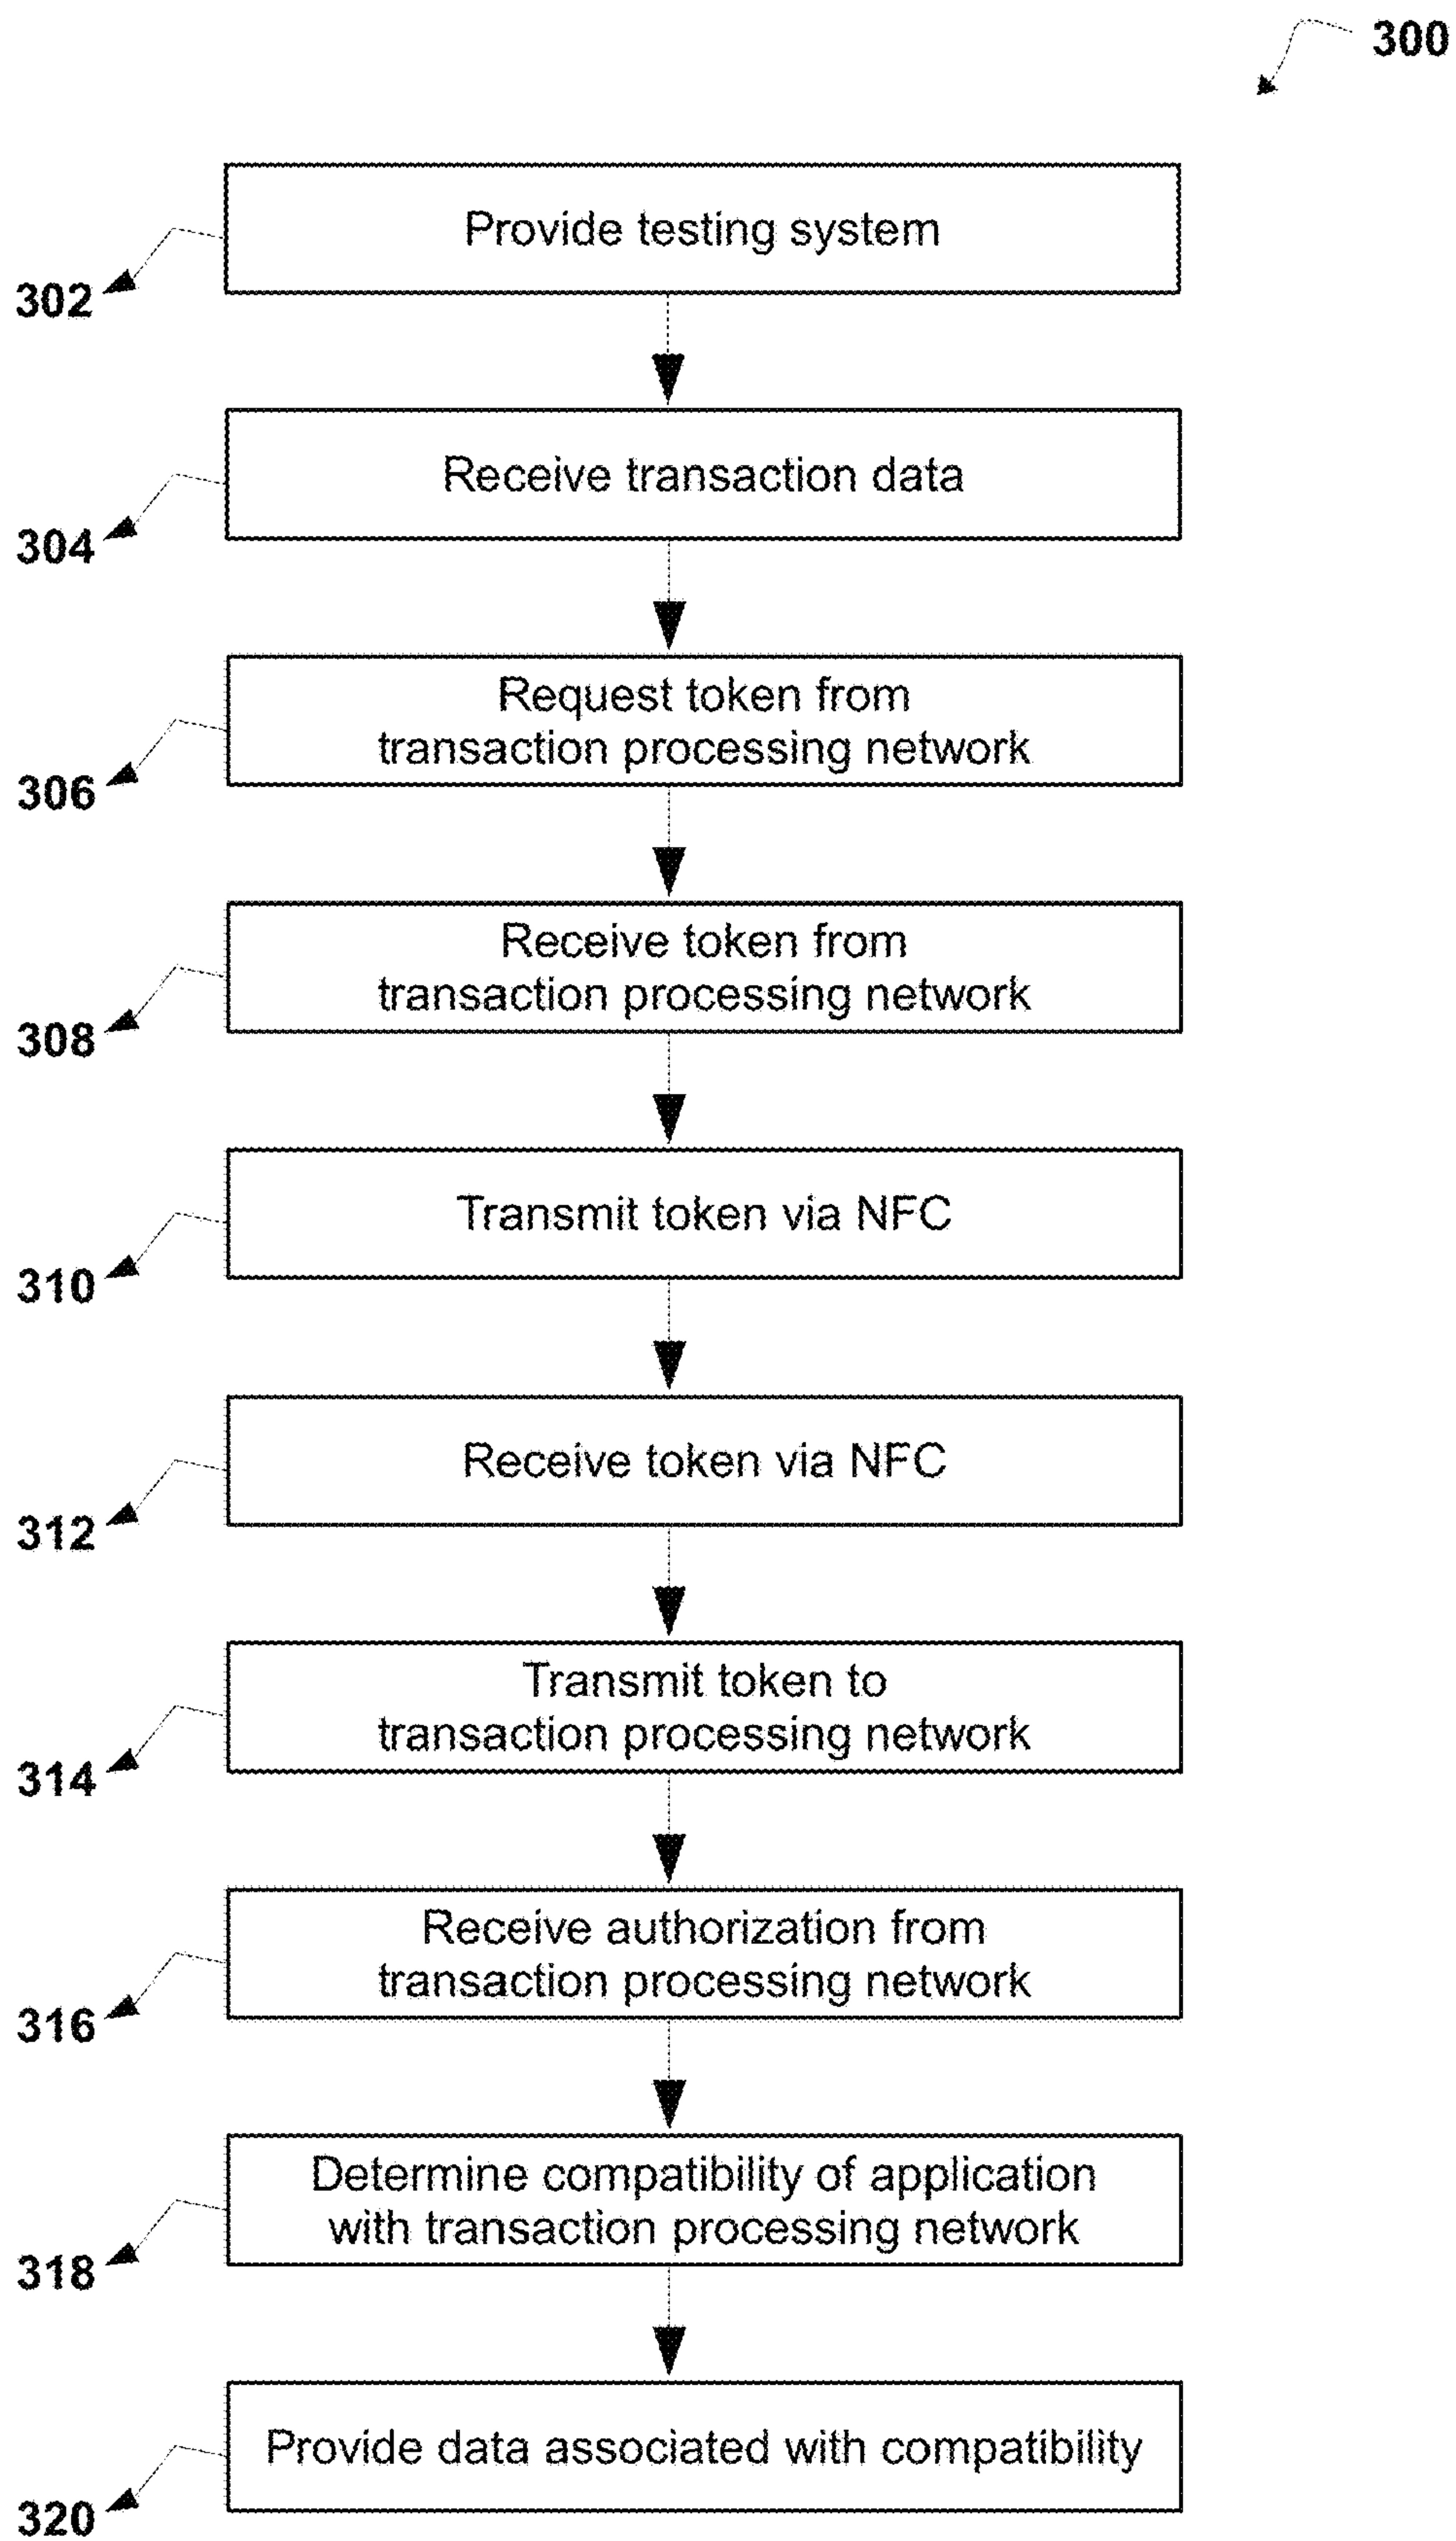 300
Provide testing system
302
Receive transaction data
304
Request token from
transaction processing network
306
Receive token from
transaction processing network
308
Transmit token via NFC
310
Receive token via NFC
312
Transmit token to
transaction processing network
314
Receive authorization from
transaction processing network
316
Determine compatibility of application
with transaction processing network
318
Provide data associated with compatibility
320